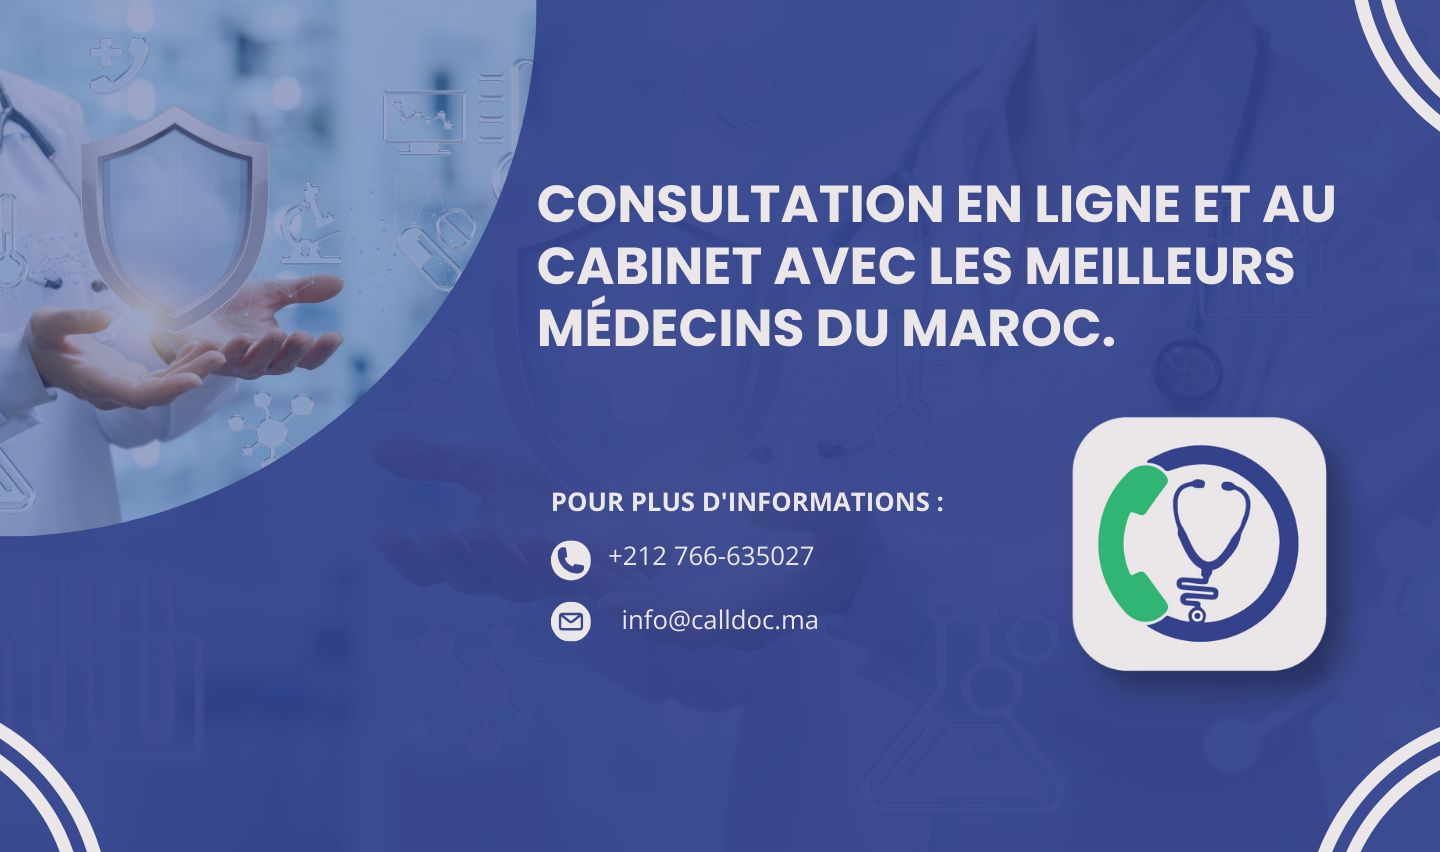 CONSULTATION EN LIGNE ET AU
CABINET AVEC LES MEILLEURS
MÉDECINS DU MAROC.
POUR PLUS D'INFORMATIONS :
+212 766-635027
info@calldoc.ma